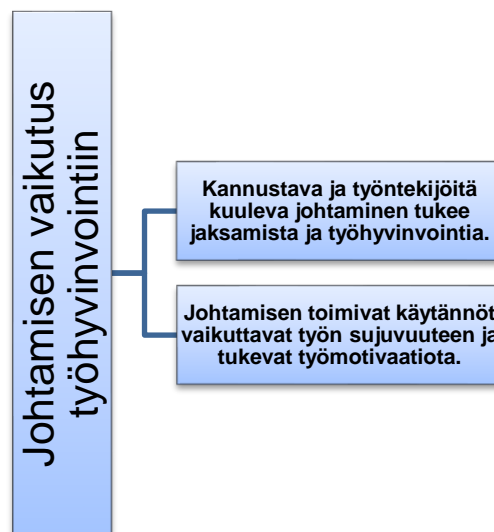 Johtamisen vaikutus
työhyvinvointiin
Kannustava ja työntekijöitä
kuuleva johtaminen tukee
jaksamista ja työhyvinvointia.
Johtamisen toimivat käytännöt
vaikuttavat työn sujuvuuteen ja
tukevat työmotivaatiota.